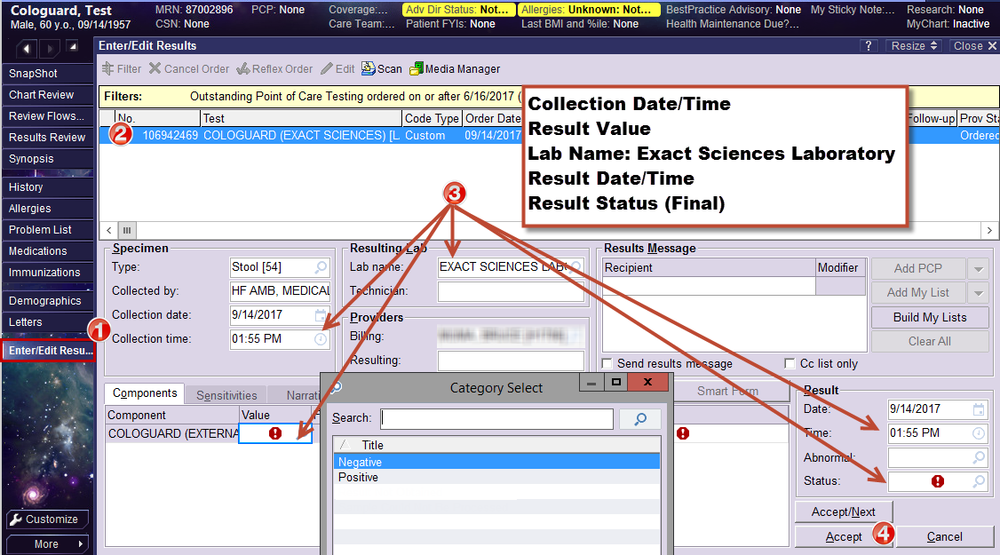 Cologuard, Test
Male, 60 y.o., 09/14/1957
MRN: 87002896
CSN: None
PCP: None
Coverage:...
Care Team:...
Adv Dir Status: Not...
Patient FYIs: None
Allergies: Unknown: Not...
Last BMI and %ile: None
BestPractice Advisory: None
Health Maintenance Due?...
My Sticky Note:...
Research: None
MyChart: Inactive
Enter/Edit Results
? Resize Close X
SnapShot
Chart Review
Review Flows...
Results Review
Synopsis
History
Allergies
Problem List
Medications
Immunizations
Demographics
Letters
1
Enter/Edit Resu...
Customize
More
Filter Cancel Order Reflex Order Edit Scan Media Manager
Filters: Outstanding Point of Care Testing ordered on or after 6/16/2017 (
No. Test Code Type Order Date Follow-up Prov Sta
2 106942469 COLOGUARD (EXACT SCIENCES) [L Custom 09/14/2017 Ordered
Collection Date/Time
Result Value
Lab Name: Exact Sciences Laboratory
Result Date/Time
Result Status (Final)
3
Specimen
Type: Stool [54]
Collected by: HF AMB, MEDICAL
Collection date: 9/14/2017
Collection time: 01:55 PM
Resulting Lab
Lab name: EXACT SCIENCES LABO
Technician:
Providers
Billing:
Resulting:
Results Message
Recipient Modifier
Add PCP
Add My List
Build My Lists
Clear All
Send results message Cc list only
Components Sensitivities Narrati
Smart Form
Component Value
COLOGUARD (EXTERNA
Category Select
Search:
Title
Negative
Positive
Result
Date: 9/14/2017
Time: 01:55 PM
Abnormal:
Status:
Accept/Next
Accept 4 Cancel